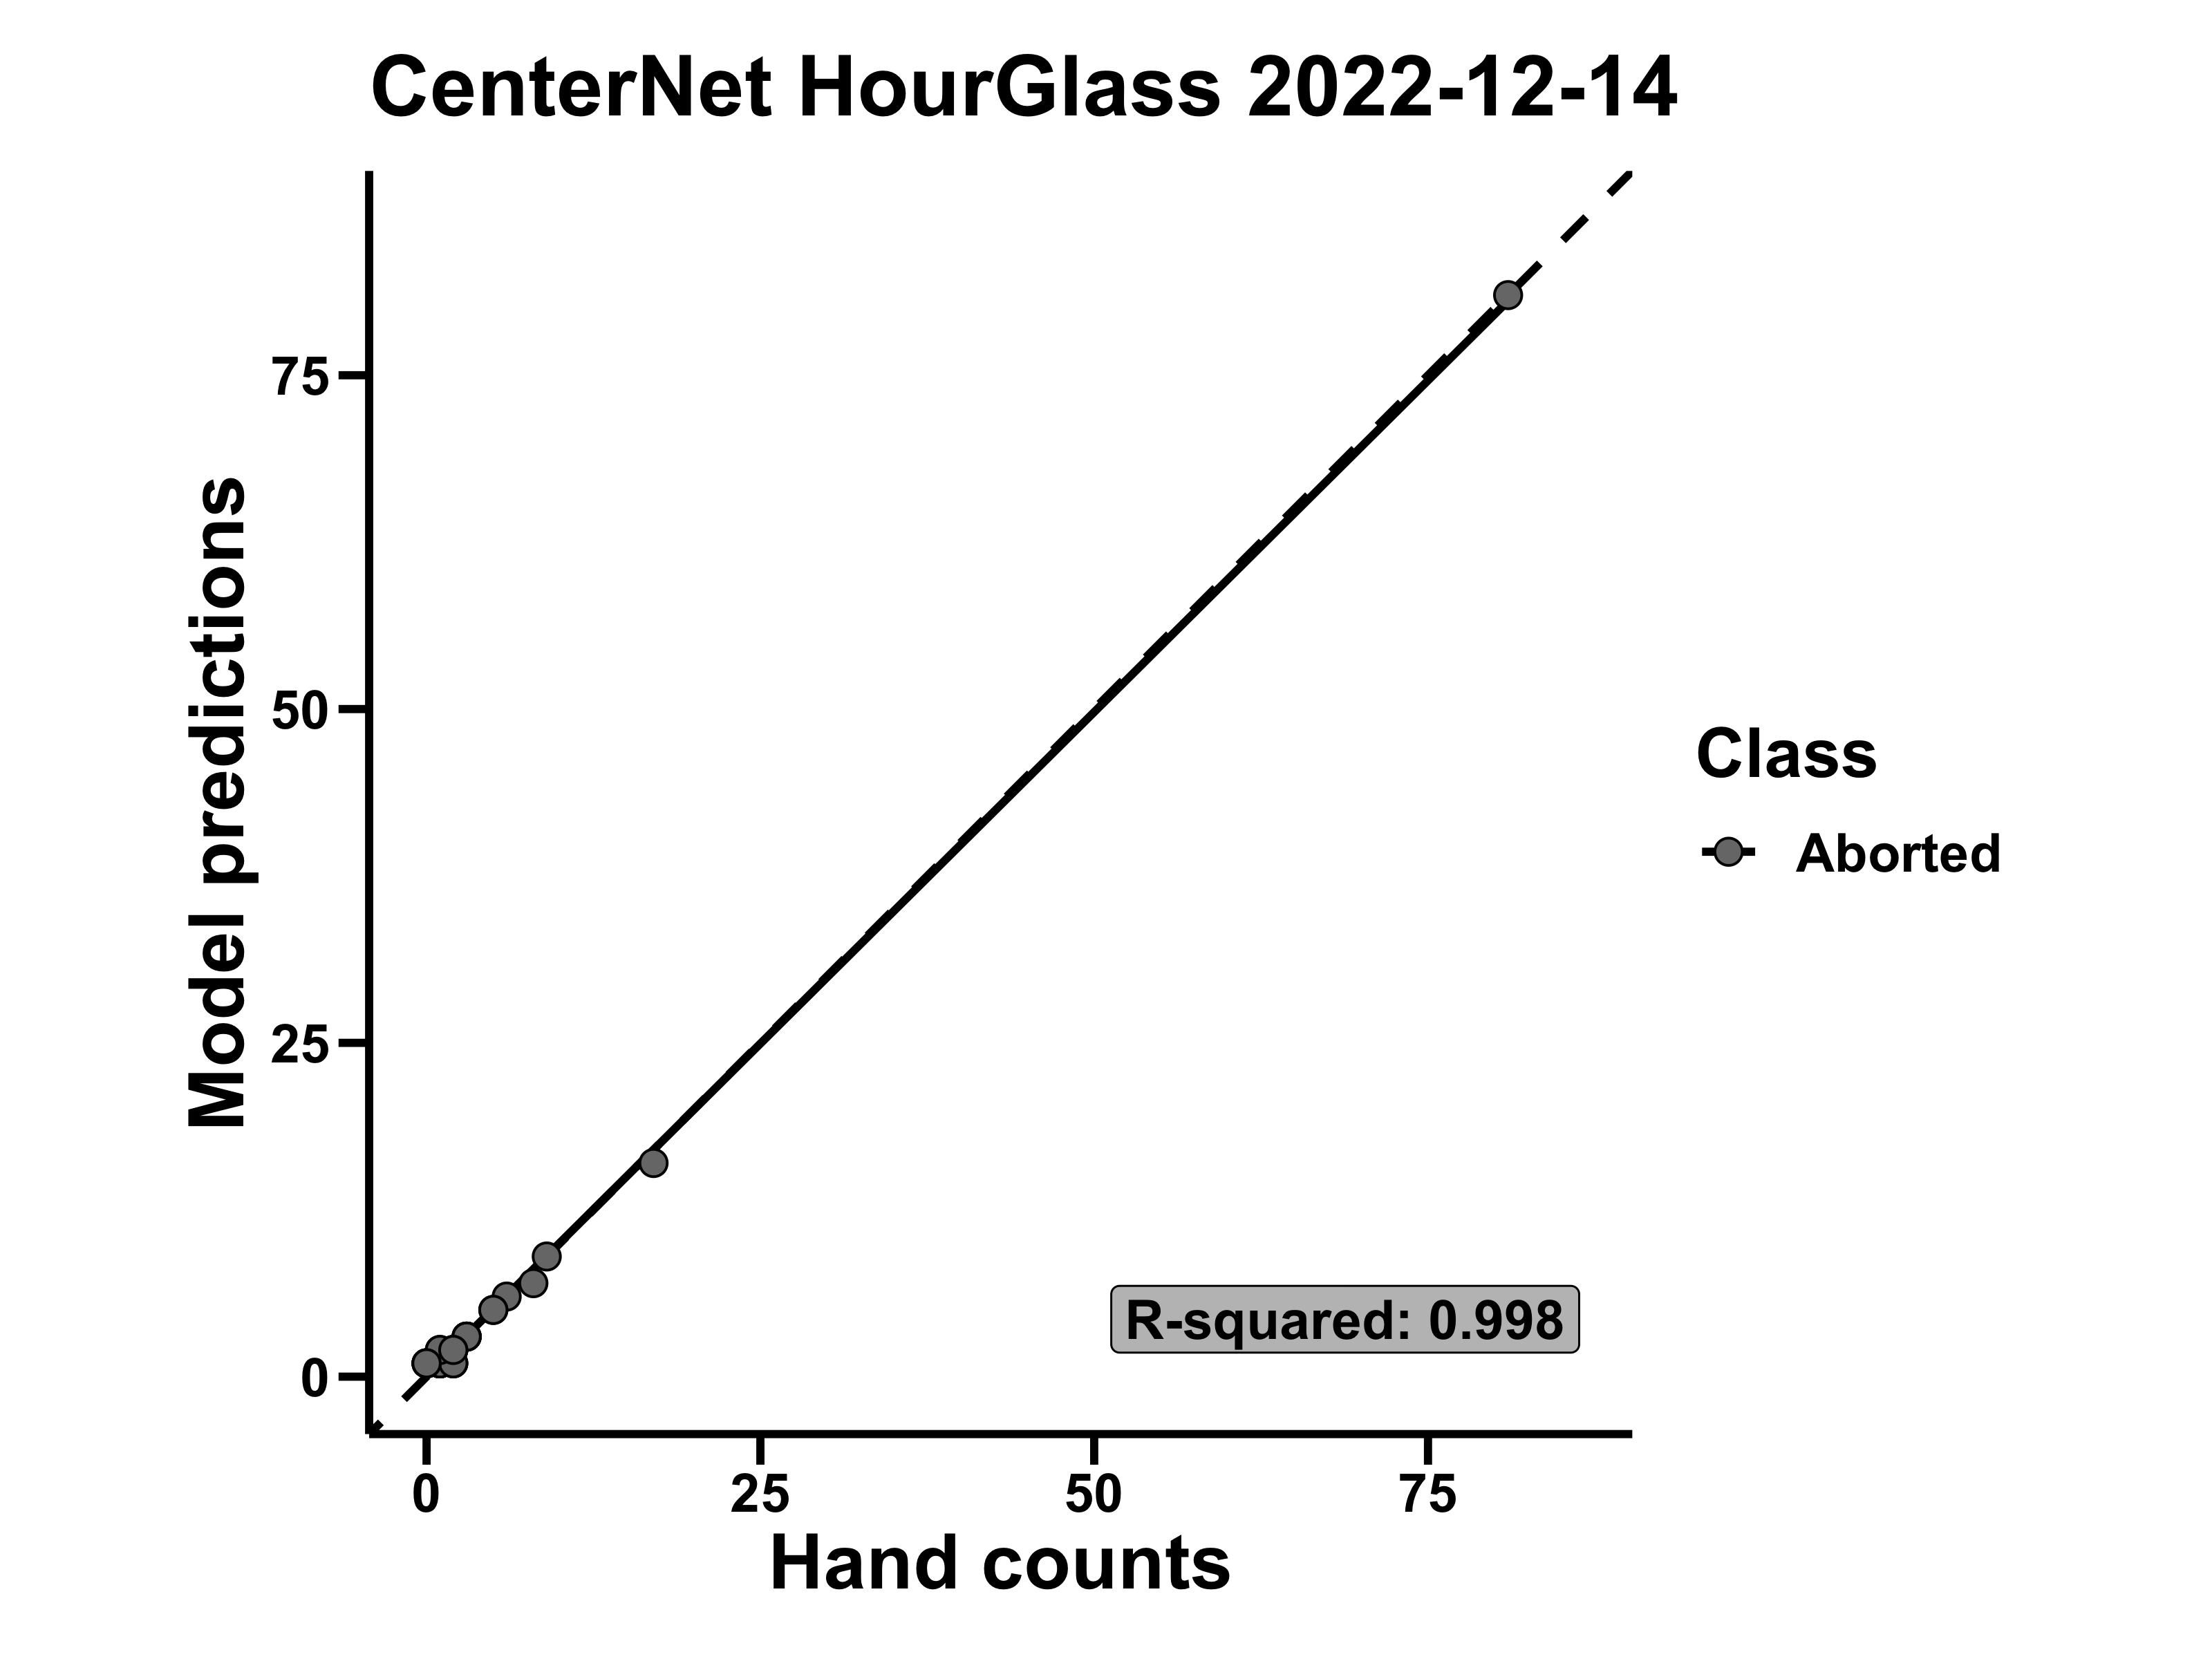 CenterNet HourGlass 2022-12-14
Model predictions
75
50
25
0
0 25 50 75
Hand counts
R-squared: 0.998
Class
Aborted